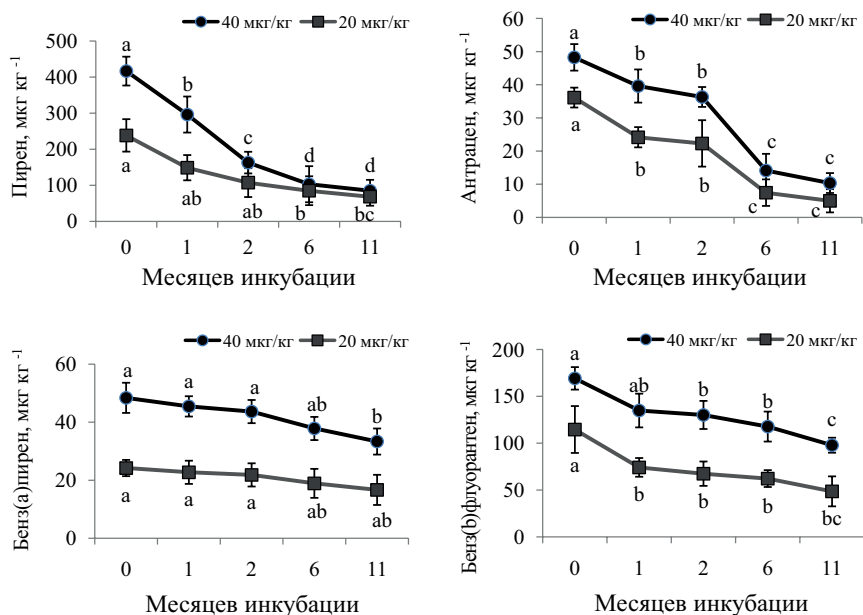 40 мкг/кг 20 мкг/кг
Пирен, мкг кг -1
500
400
300
200
100
0
a
b
c
d
d
a
ab
ab
b
bc
0 1 2 6 11
Месяцев инкубации
40 мкг/кг 20 мкг/кг
Антрацен, мкг кг -1
60
50
40
30
20
10
0
a
b
b
c
c
a
b
b
c
c
0 1 2 6 11
Месяцев инкубации
40 мкг/кг 20 мкг/кг
Бенз(а)пирен, мкг кг -1
60
40
20
0
a
a
a
ab
b
a
a
a
ab
ab
0 1 2 6 11
Месяцев инкубации
40 мкг/кг 20 мкг/кг
Бенз(b)флуорантен, мкг кг -1
200
150
100
50
0
a
ab
b
b
c
a
b
b
b
bc
0 1 2 6 11
Месяцев инкубации